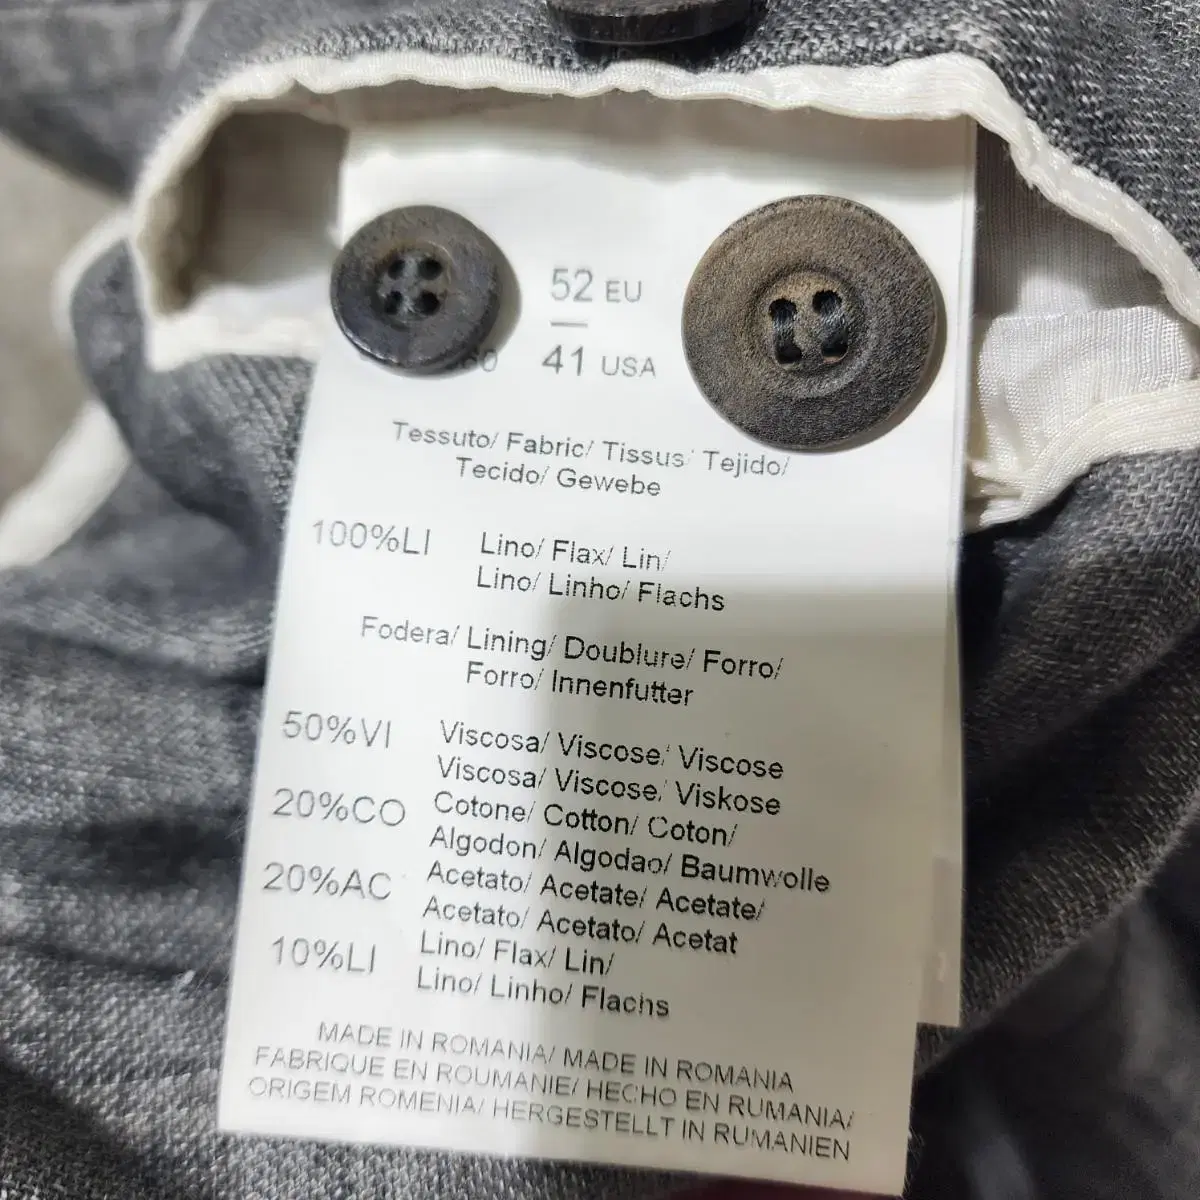 52 EU
41 USA
Tessuto/ Fabric/ Tissus/ Tejido/
Tecido/ Gewebe
100%LI Lino/ Flax/ Lin/
Lino/ Linho/ Flachs
Fodera/ Lining/ Doublure/ Forro/
Forro/ Innenfutter
50%VI Viscosa/ Viscose/ Viscose
Viscosa/ Viscose/ Viskose
20%CO Cotone/ Cotton/ Coton/
Algodon/ Algodao/ Baumwolle
20%AC Acetato/ Acetate/ Acetate/
Acetato/ Acetato/ Acetat
10%LI Lino/ Flax/ Lin/
Lino/ Linho/ Flachs
MADE IN ROMANIA/ MADE IN ROMANIA
FABRIQUE EN ROUMANIE/ HECHO EN RUMANIA/
ORIGEM ROMENIA/ HERGESTELLT IN RUMANIEN